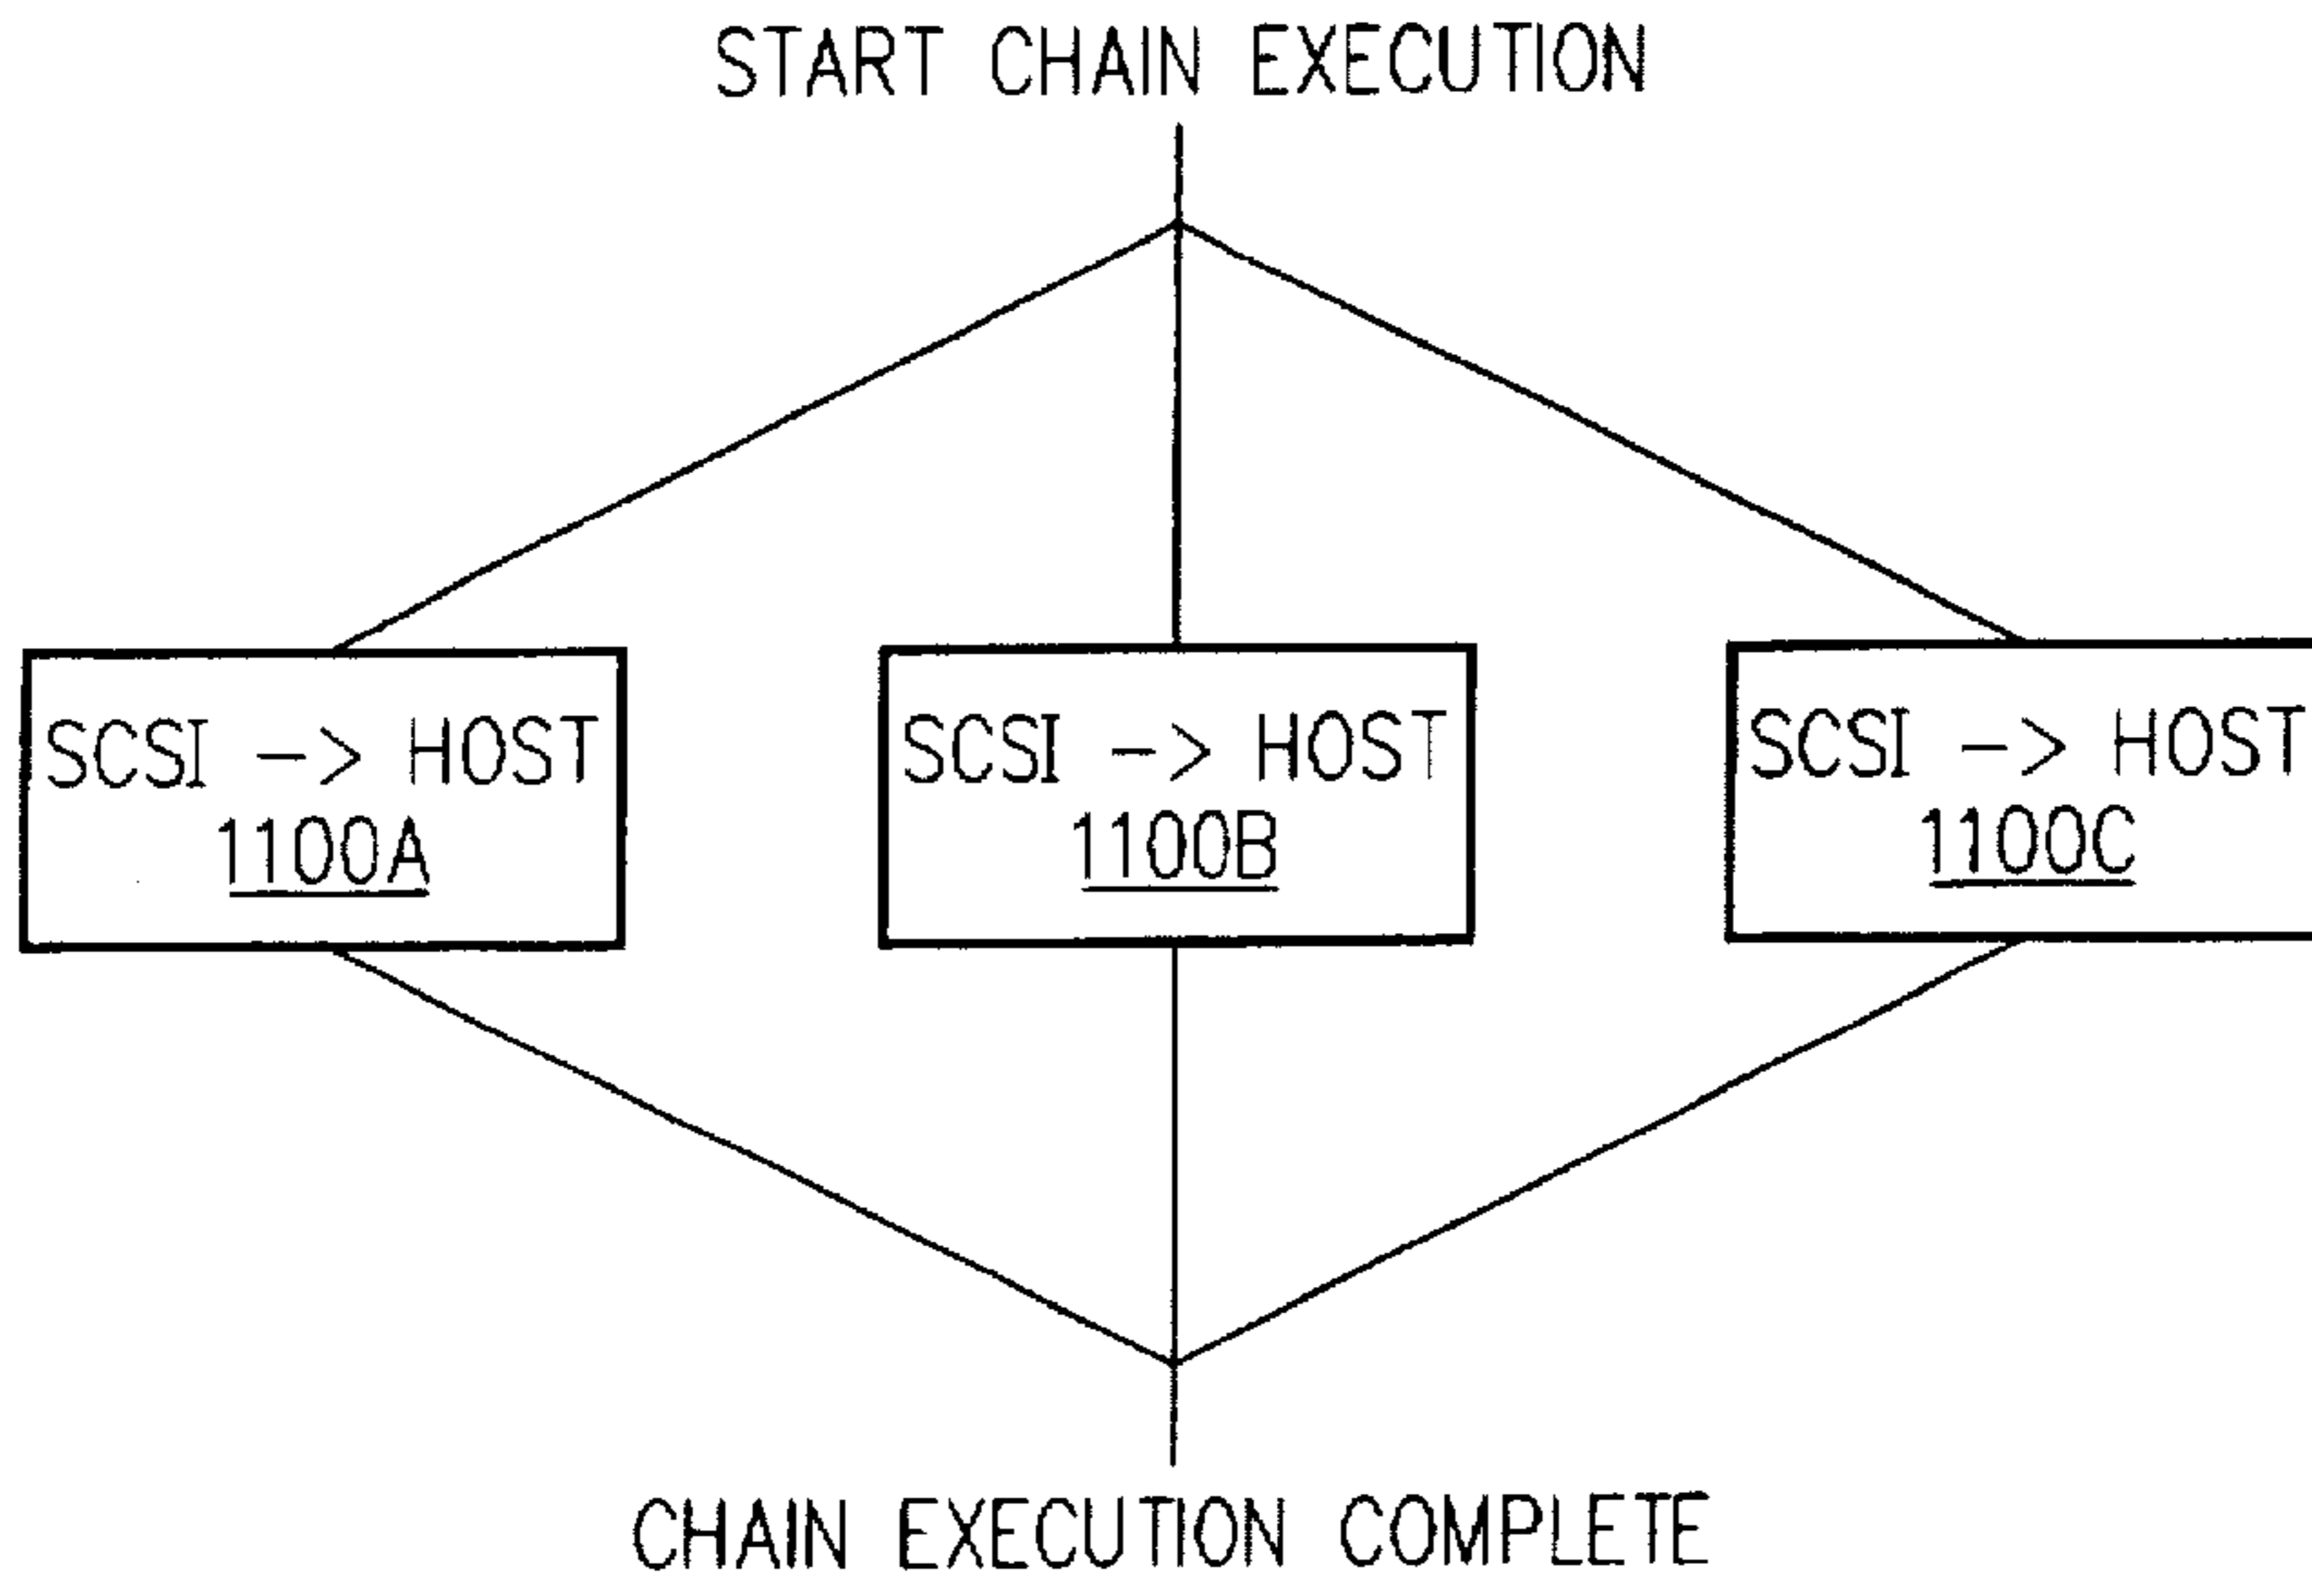 START CHAIN EXECUTION
SCSI -> HOST
1100A
SCSI -> HOST
1100B
SCSI -> HOST
1100C
CHAIN EXECUTION COMPLETE